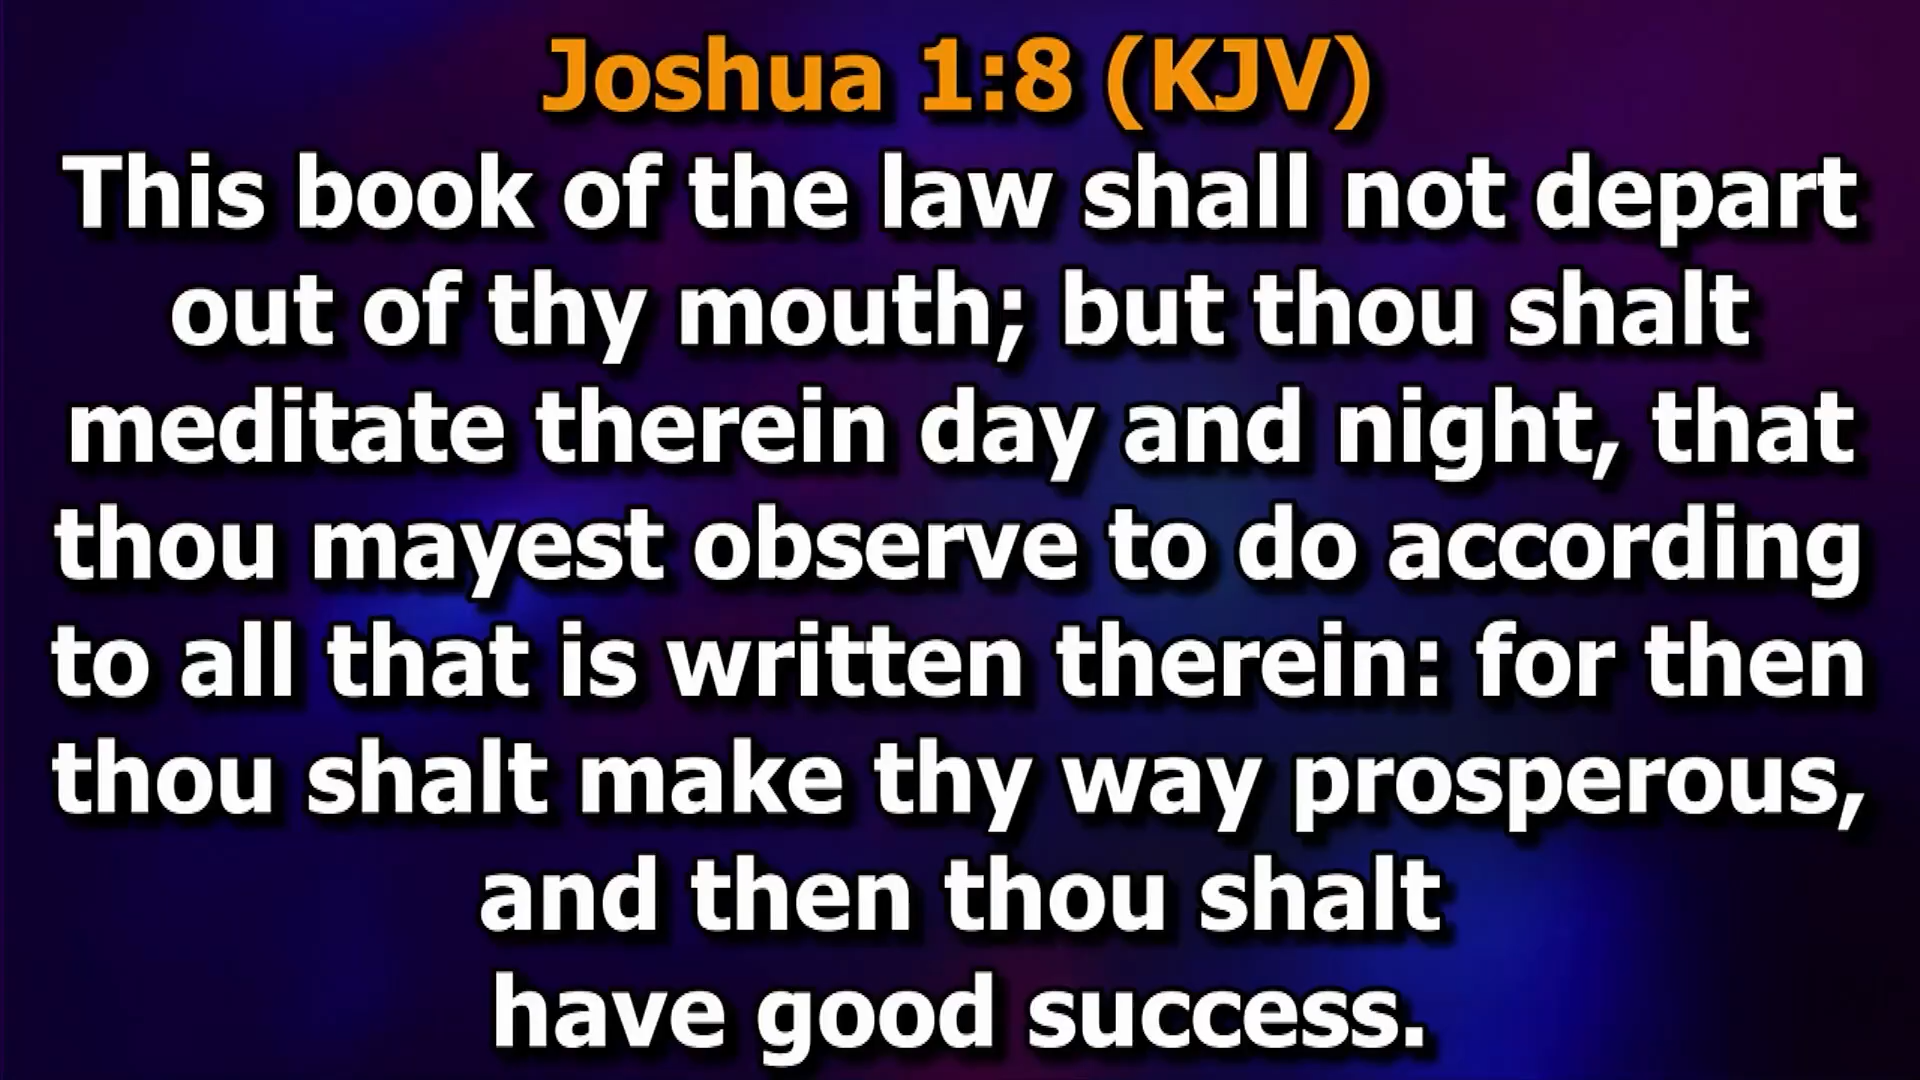 Joshua 1:8 (KJV)
This book of the law shall not depart
out of thy mouth; but thou shalt
meditate therein day and night, that
thou mayest observe to do according
to all that is written therein: for then
thou shalt make thy way prosperous,
and then thou shalt
have good success.